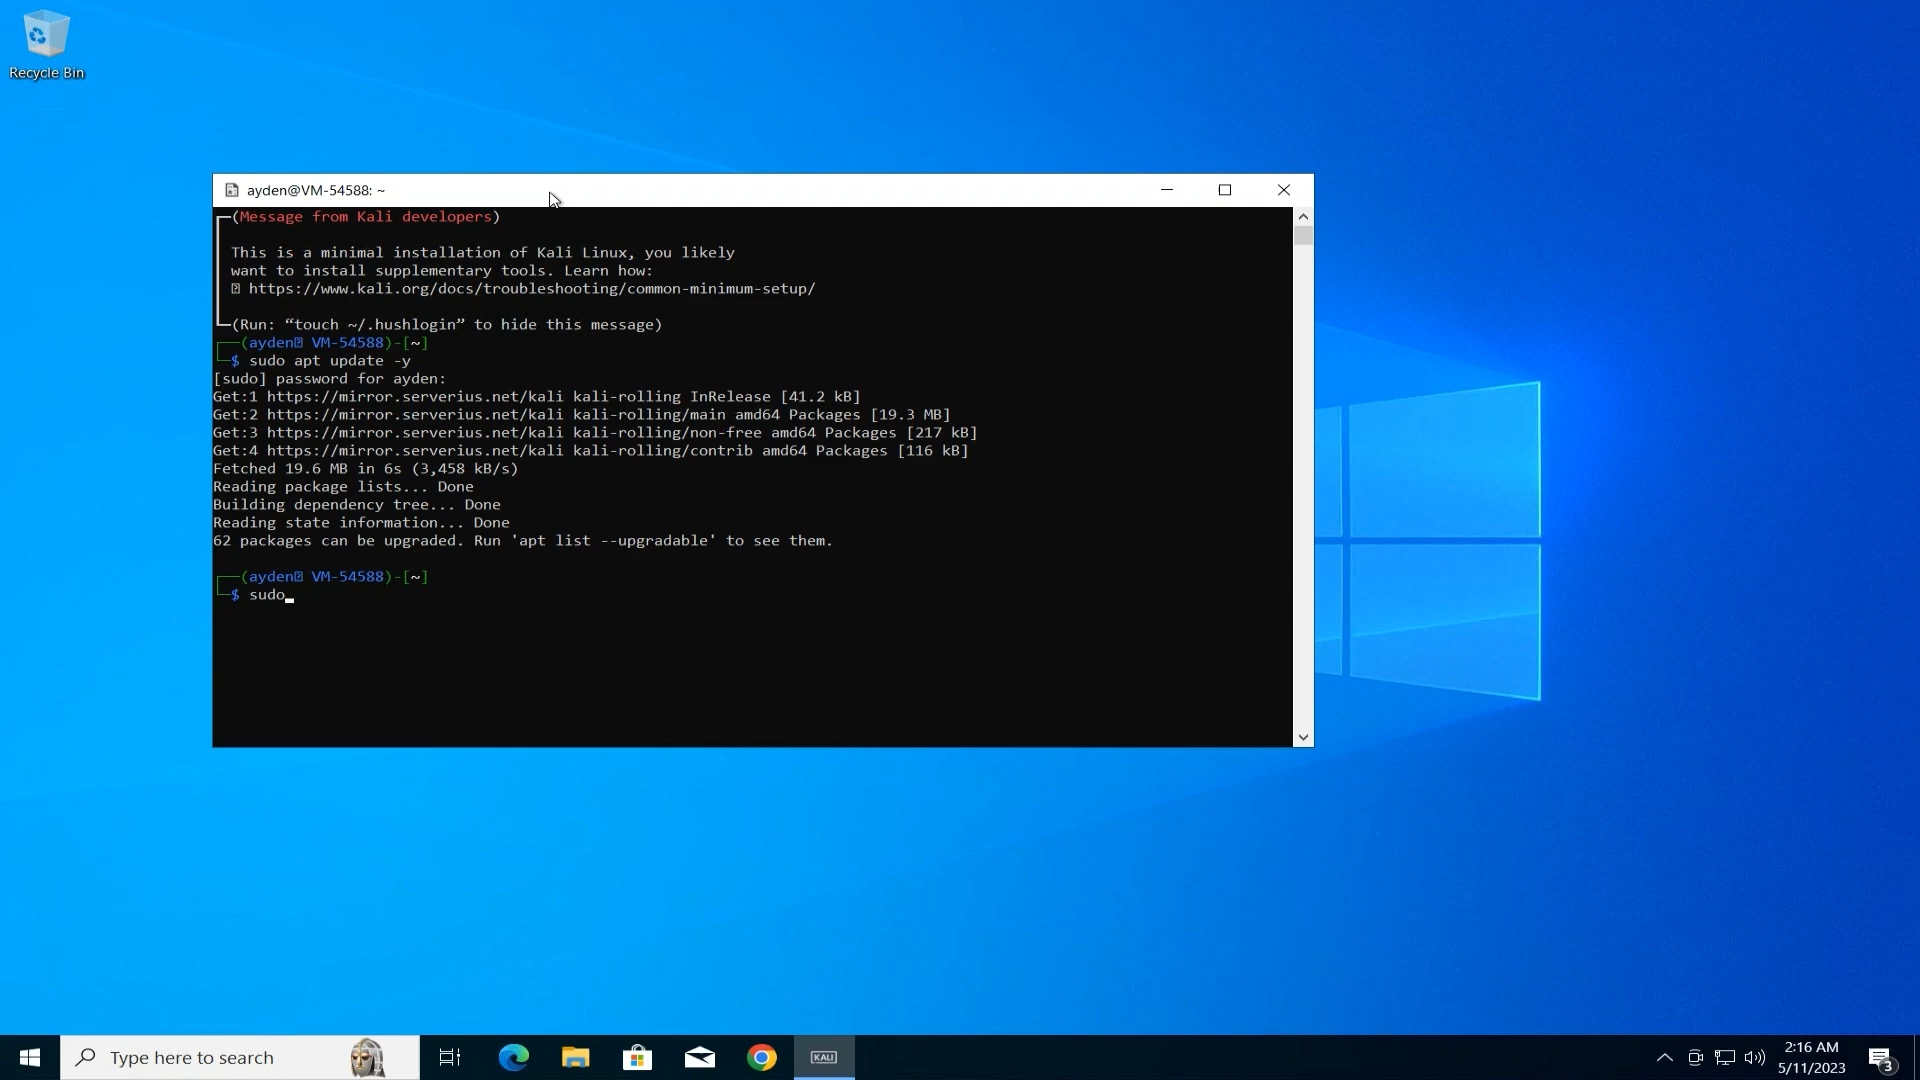 Recycle Bin
ayden@VM-54588: ~
(Message from Kali developers)
This is a minimal installation of Kali Linux, you likely
want to install supplementary tools. Learn how:
https://www.kali.org/docs/troubleshooting/common-minimum-setup/
(Run: “touch ~/.hushlogin” to hide this message)
(ayden VM-54588)-[~]
$ sudo apt update -y
[sudo] password for ayden:
Get:1 https://mirror.serverius.net/kali kali-rolling InRelease [41.2 kB]
Get:2 https://mirror.serverius.net/kali kali-rolling/main amd64 Packages [19.3 MB]
Get:3 https://mirror.serverius.net/kali kali-rolling/non-free amd64 Packages [217 kB]
Get:4 https://mirror.serverius.net/kali kali-rolling/contrib amd64 Packages [116 kB]
Fetched 19.6 MB in 6s (3,458 kB/s)
Reading package lists... Done
Building dependency tree... Done
Reading state information... Done
62 packages can be upgraded. Run 'apt list --upgradable' to see them.
(ayden VM-54588)-[~]
$ sudo_
Type here to search
KALI
2:16 AM
5/11/2023
3